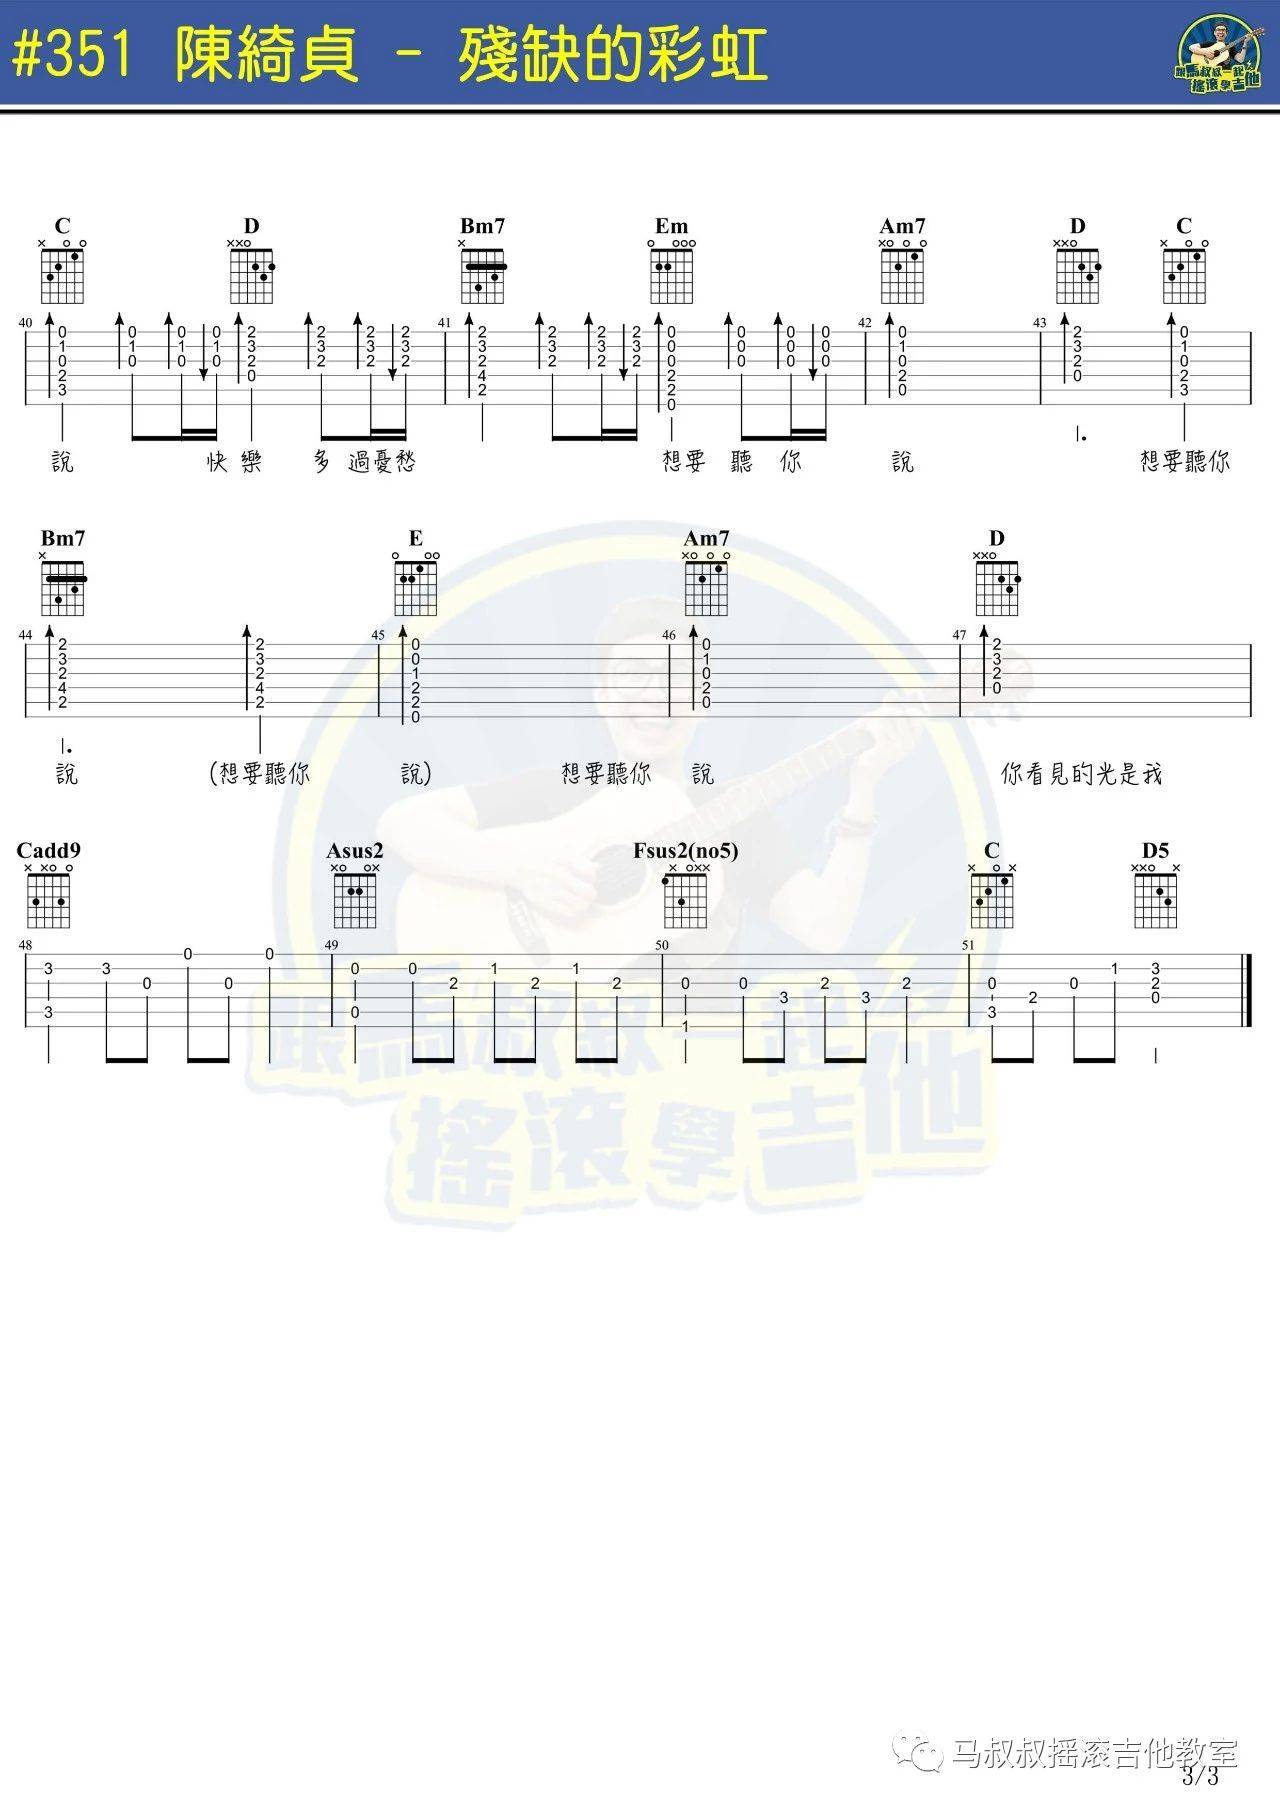 #351 陳綺貞 - 殘缺的彩虹
跟馬叔叔一起
搖滾學吉他
C D Bm7 Em Am7 D C
40 41 42 43
說 快樂 多 過憂愁 想要 聽 你 說 想要聽你
Bm7 E Am7 D
44 45 46 47
說 (想要聽你 說) 想要聽你 說 你看見的光是我
Cadd9 Asus2 Fsus2(no5) C D5
48 49 50 51
跟馬叔叔一起
搖滾學吉他
马叔叔摇滚吉他教室
3/3